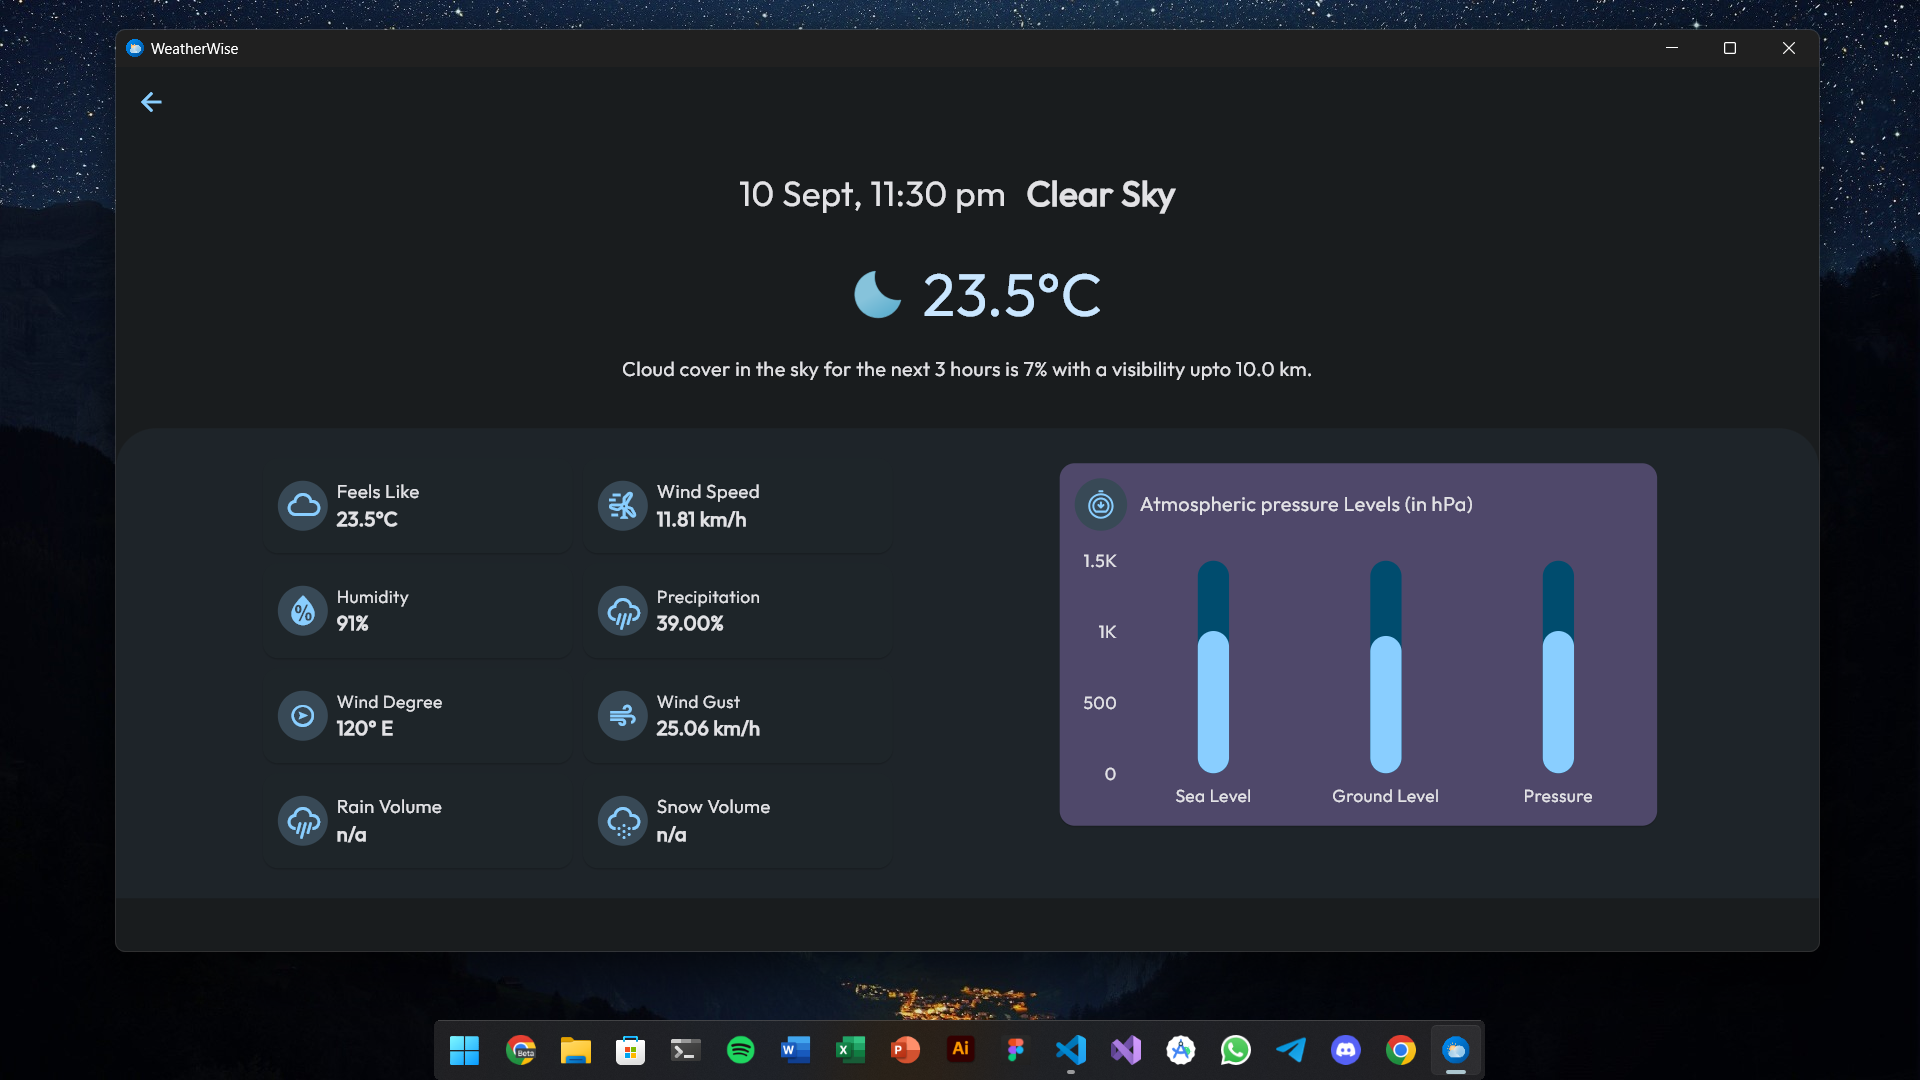 WeatherWise
10 Sept, 11:30 pm Clear Sky
23.5°C
Cloud cover in the sky for the next 3 hours is 7% with a visibility upto 10.0 km.
Feels Like
23.5°C
Wind Speed
11.81 km/h
Humidity
91%
Precipitation
39.00%
Wind Degree
120° E
Wind Gust
25.06 km/h
Rain Volume
n/a
Snow Volume
n/a
Atmospheric pressure Levels (in hPa)
1.5K
1K
500
0
Sea Level
Ground Level
Pressure
Beta
W
X
P
Ai